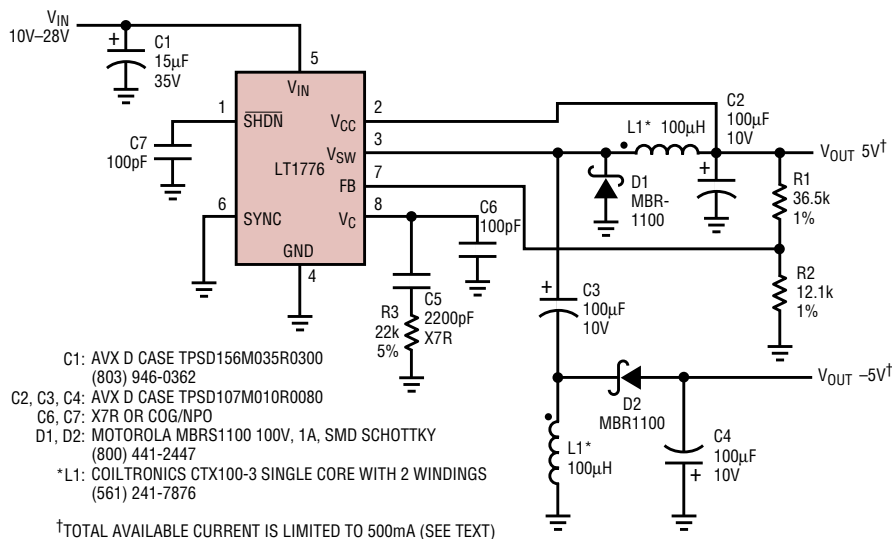 VIN
10V–28V
C1
15µF
35V
5
VIN
1
SHDN
2
VCC
C2
100µF
10V
C7
100pF
3
VSW
L1* 100µH
VOUT 5V†
LT1776
D1
MBR-
1100
R1
36.5k
1%
7
FB
6
SYNC
8
VC
C6
100pF
GND
4
R2
12.1k
1%
C3
100µF
10V
R3
22k
5%
C5
2200pF
X7R
VOUT –5V†
D2
MBR1100
L1*
100µH
C4
100µF
10V
C1: AVX D CASE TPSD156M035R0300
(803) 946-0362
C2, C3, C4: AVX D CASE TPSD107M010R0080
C6, C7: X7R OR COG/NPO
D1, D2: MOTOROLA MBRS1100 100V, 1A, SMD SCHOTTKY
(800) 441-2447
*L1: COILTRONICS CTX100-3 SINGLE CORE WITH 2 WINDINGS
(561) 241-7876
†TOTAL AVAILABLE CURRENT IS LIMITED TO 500mA (SEE TEXT)